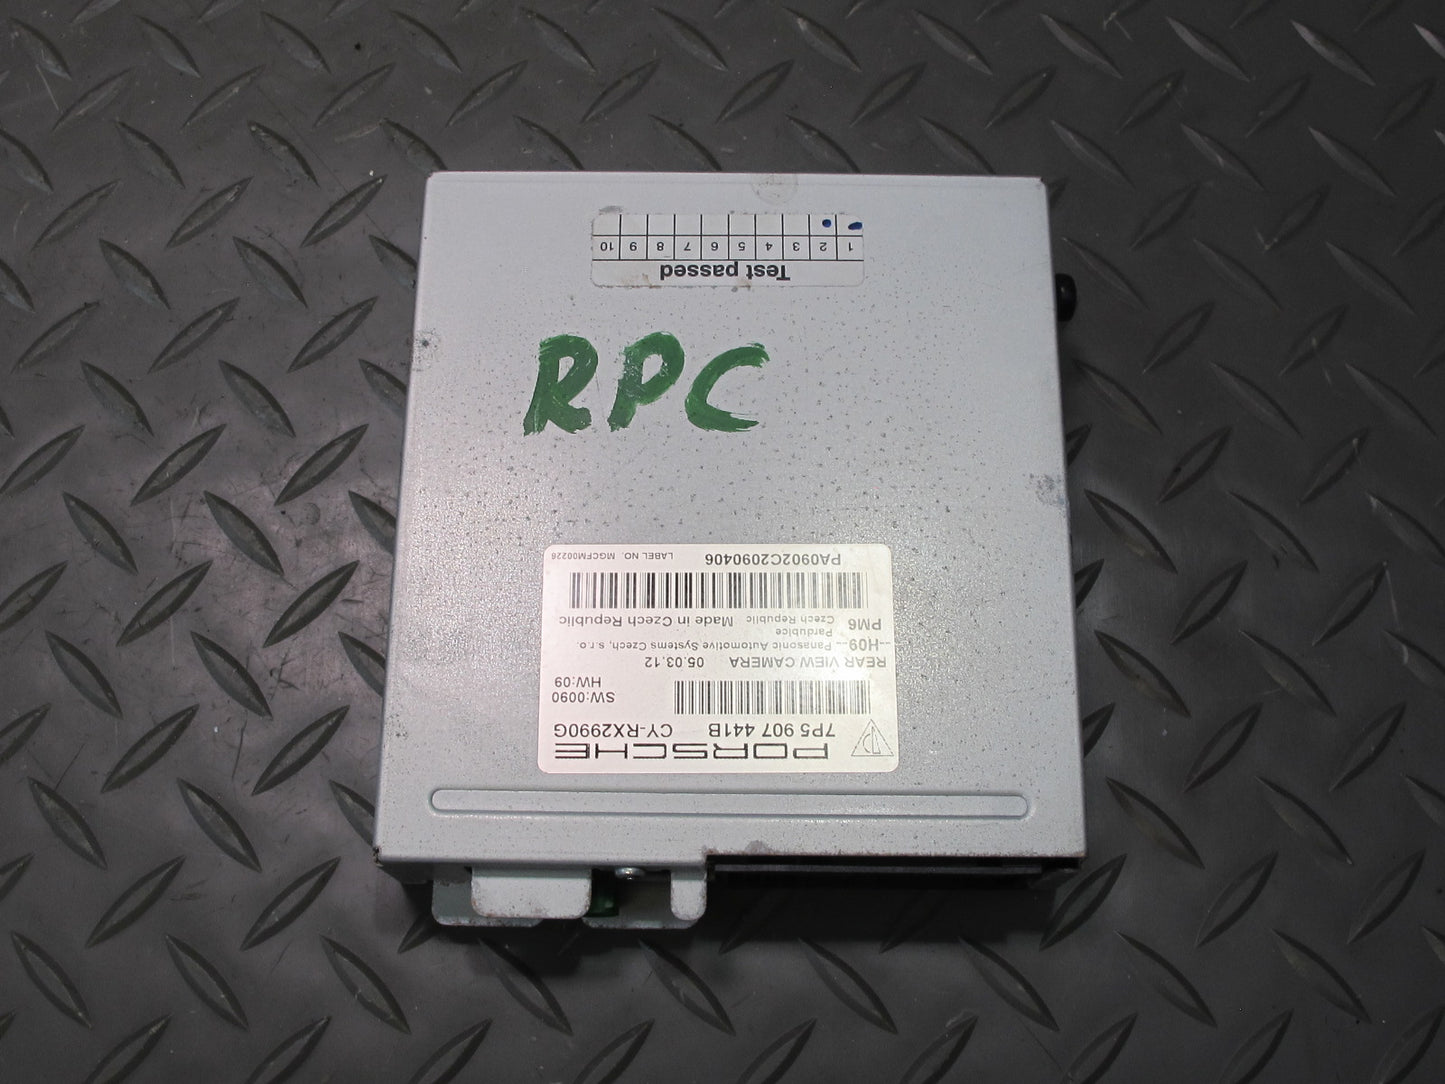 RPC
PORSCHE
7P5 907 441B CY-RX2990G
SW:0090
HW:09
REAR VIEW CAMERA 05.03.12
--H09-- Panasonic Automotive Systems Czech, s.r.o.
Pardubice
PM6 Czech Republic Made in Czech Republic
PA0902C2090406 LABEL NO. MGCFM00228
Test passed
1 2 3 4 5 6 7 8 9 10